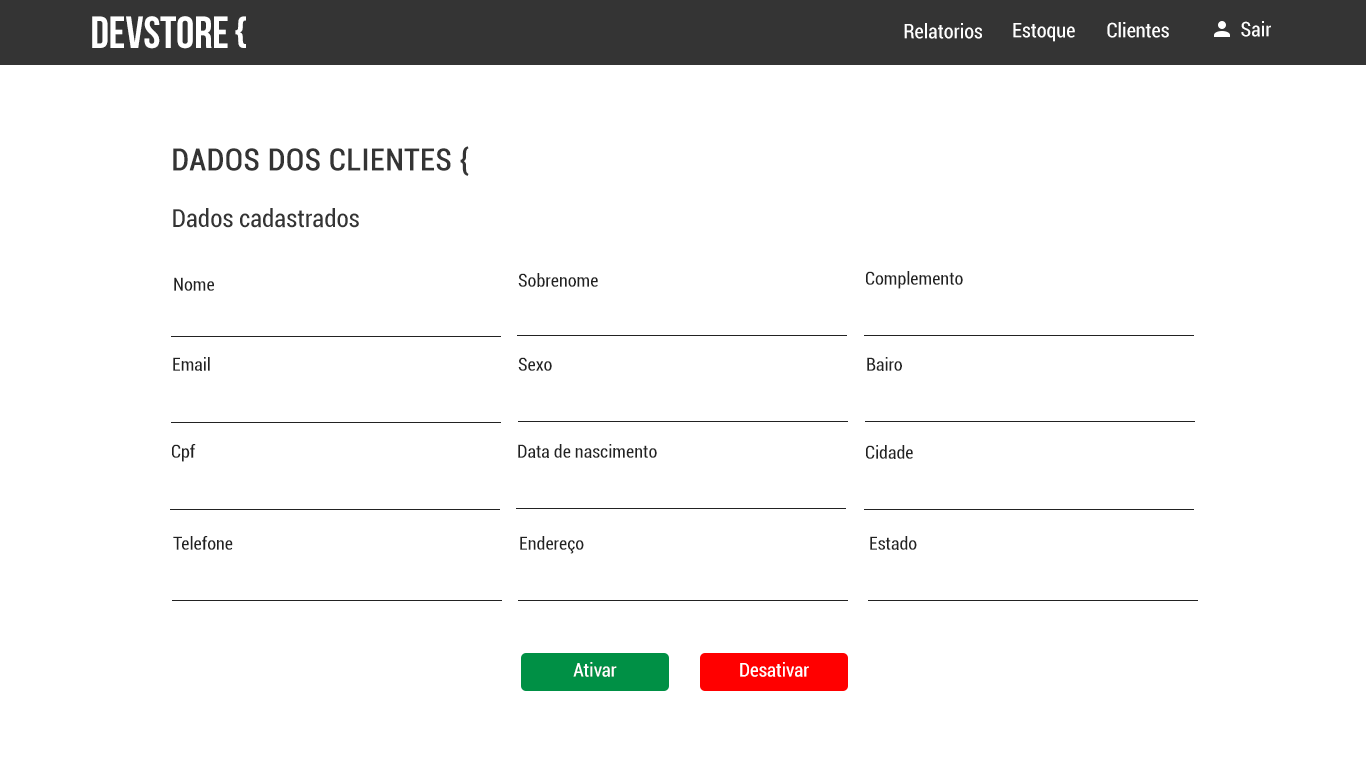 DEVSTORE {
Relatorios Estoque Clientes Sair
DADOS DOS CLIENTES {
Dados cadastrados
Nome Sobrenome Complemento
Email Sexo Bairo
Cpf Data de nascimento Cidade
Telefone Endereço Estado
Ativar Desativar